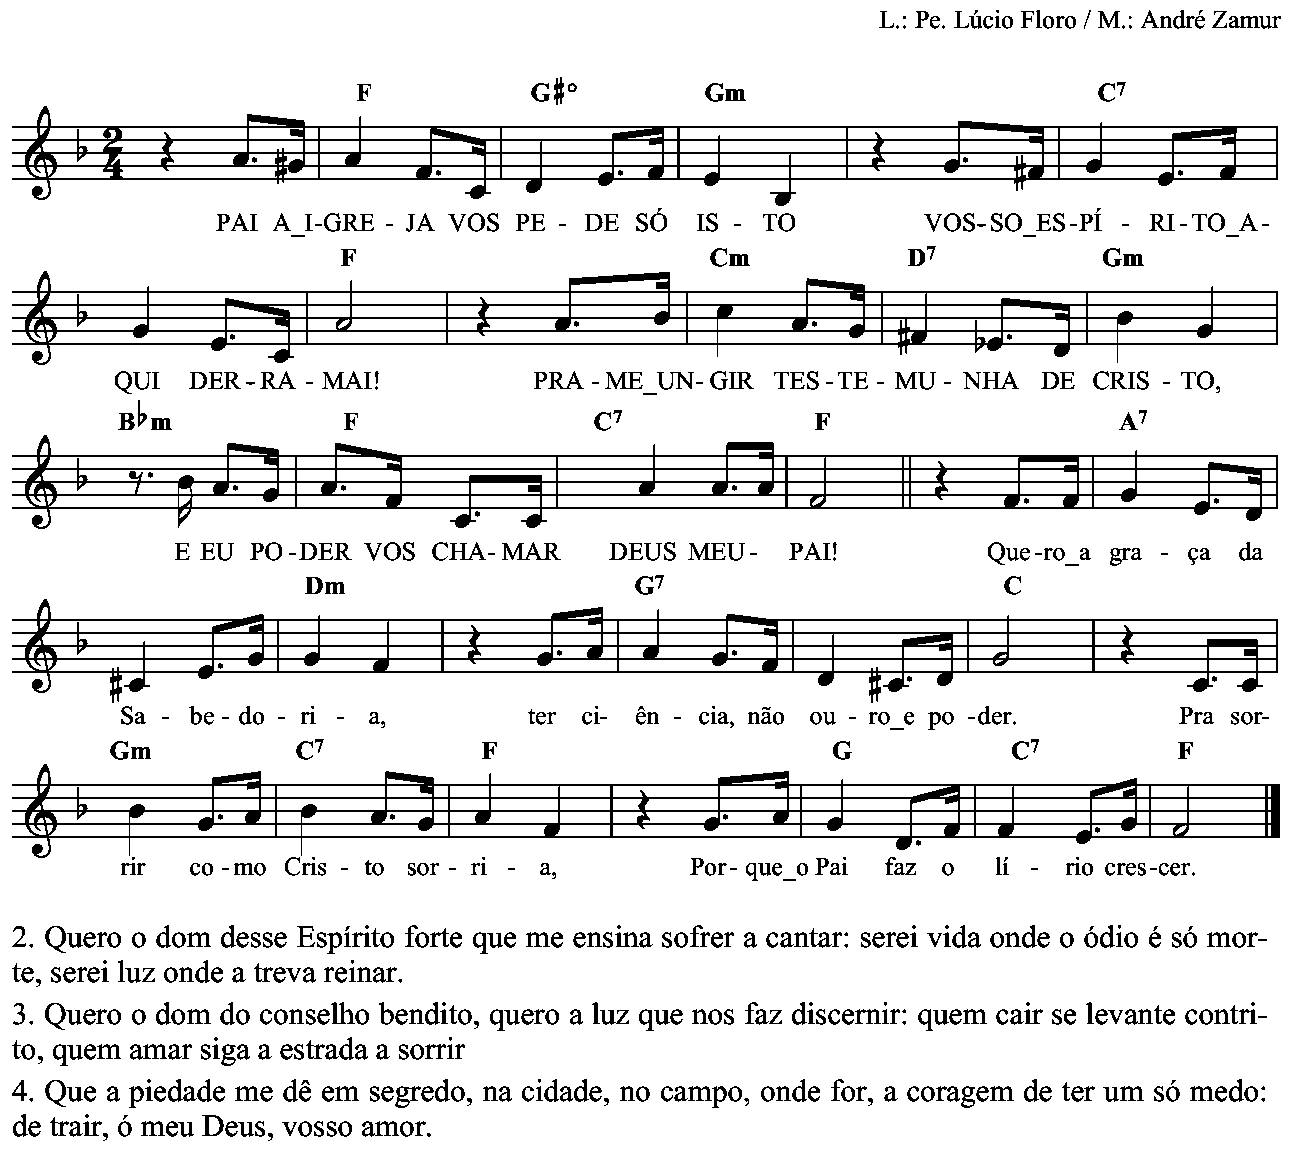 L.: Pe. Lúcio Floro / M.: André Zamur
F G#° Gm C7
2/4
PAI A_I-GRE - JA VOS PE - DE SÓ IS - TO VOS-SO_ES-PÍ - RI-TO_A-
F Cm D7 Gm
QUI DER-RA - MAI! PRA-ME_UN-GIR TES-TE-MU - NHA DE CRIS - TO,
B♭m F C7 F A7
E EU PO-DER VOS CHA-MAR DEUS MEU- PAI! Que-ro_a gra - ça da
Dm G7 C
Sa - be-do-ri - a, ter ci-ên-cia, não ou-ro_e po-der. Pra sor-
Gm C7 F G C7 F
rir co-mo Cris - to sor-ri - a, Por-que_o Pai faz o lí - rio cres-cer.
2. Quero o dom desse Espírito forte que me ensina sofrer a cantar: serei vida onde o ódio é só mor-
te, serei luz onde a treva reinar.
3. Quero o dom do conselho bendito, quero a luz que nos faz discernir: quem cair se levante contri-
to, quem amar siga a estrada a sorrir
4. Que a piedade me dê em segredo, na cidade, no campo, onde for, a coragem de ter um só medo:
de trair, ó meu Deus, vosso amor.